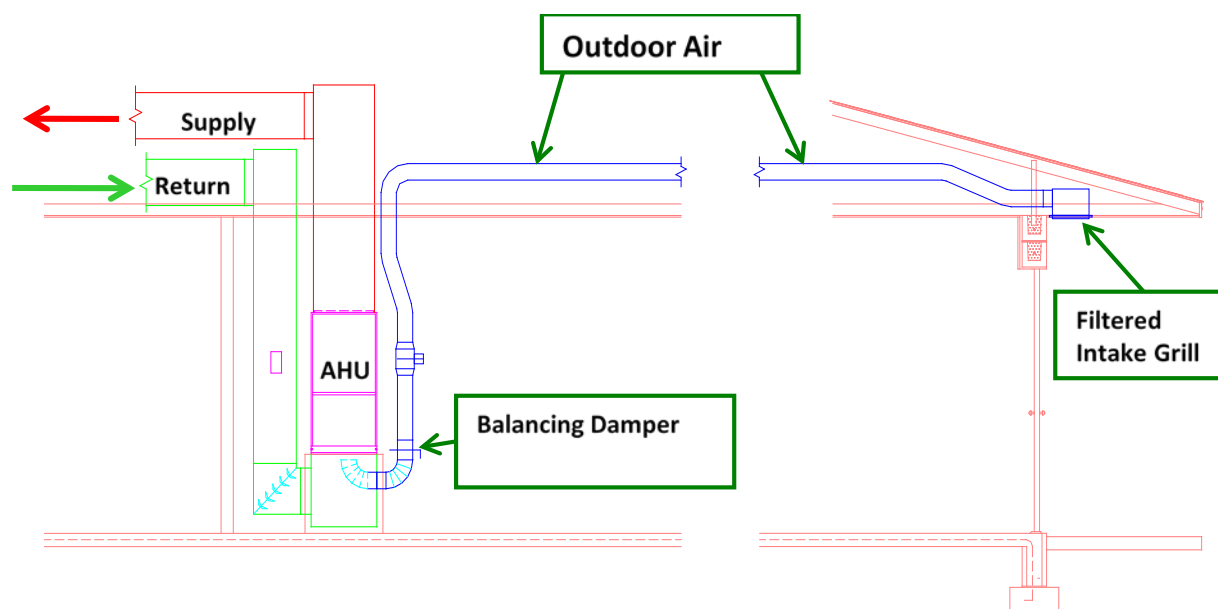 Outdoor Air
Supply
Return
AHU
Filtered
Intake Grill
Balancing Damper